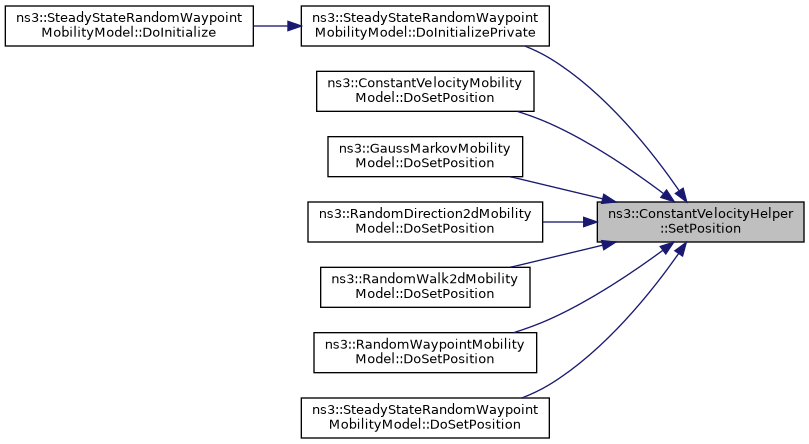 ns3::SteadyStateRandomWaypoint
MobilityModel::DoInitialize
ns3::SteadyStateRandomWaypoint
MobilityModel::DoInitializePrivate
ns3::ConstantVelocityMobility
Model::DoSetPosition
ns3::GaussMarkovMobility
Model::DoSetPosition
ns3::RandomDirection2dMobility
Model::DoSetPosition
ns3::ConstantVelocityHelper
::SetPosition
ns3::RandomWalk2dMobility
Model::DoSetPosition
ns3::RandomWaypointMobility
Model::DoSetPosition
ns3::SteadyStateRandomWaypoint
MobilityModel::DoSetPosition